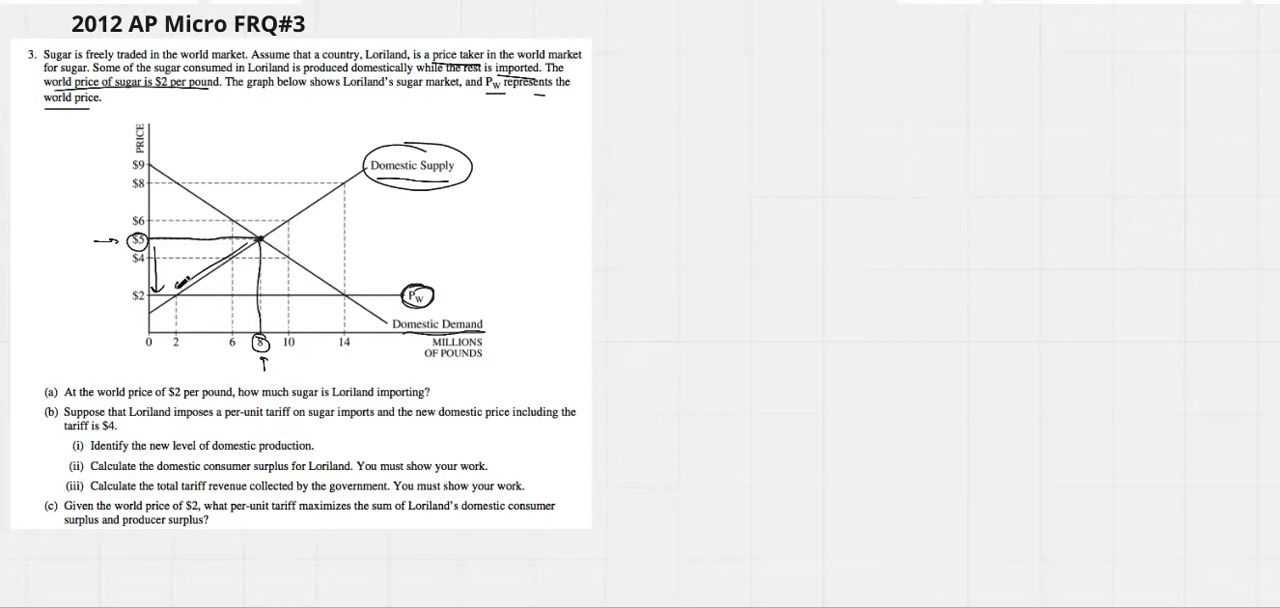 2012 AP Micro FRQ#3
3. Sugar is freely traded in the world market. Assume that a country, Loriland, is a price taker in the world market
for sugar. Some of the sugar consumed in Loriland is produced domestically while the rest is imported. The
world price of sugar is $2 per pound. The graph below shows Loriland's sugar market, and PW represents the
world price.
PRICE
$9
Domestic Supply
$8
$6
$5
$4
$2
PW
Domestic Demand
0 2 6 8 10 14 MILLIONS
OF POUNDS
(a) At the world price of $2 per pound, how much sugar is Loriland importing?
(b) Suppose that Loriland imposes a per-unit tariff on sugar imports and the new domestic price including the
tariff is $4.
(i) Identify the new level of domestic production.
(ii) Calculate the domestic consumer surplus for Loriland. You must show your work.
(iii) Calculate the total tariff revenue collected by the government. You must show your work.
(c) Given the world price of $2, what per-unit tariff maximizes the sum of Loriland's domestic consumer
surplus and producer surplus?